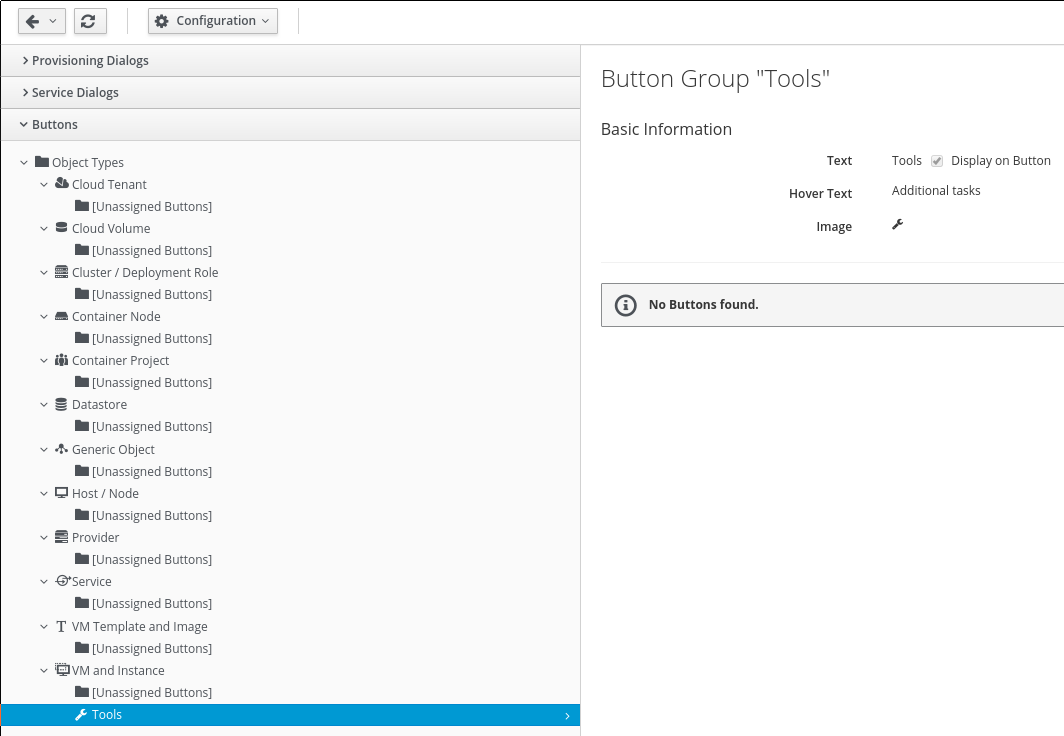 Configuration
Provisioning Dialogs
Service Dialogs
Buttons
Object Types
Cloud Tenant
[Unassigned Buttons]
Cloud Volume
[Unassigned Buttons]
Cluster / Deployment Role
[Unassigned Buttons]
Container Node
[Unassigned Buttons]
Container Project
[Unassigned Buttons]
Datastore
[Unassigned Buttons]
Generic Object
[Unassigned Buttons]
Host / Node
[Unassigned Buttons]
Provider
[Unassigned Buttons]
Service
[Unassigned Buttons]
VM Template and Image
[Unassigned Buttons]
VM and Instance
[Unassigned Buttons]
Tools
Button Group "Tools"
Basic Information
Text Tools Display on Button
Hover Text Additional tasks
Image
No Buttons found.